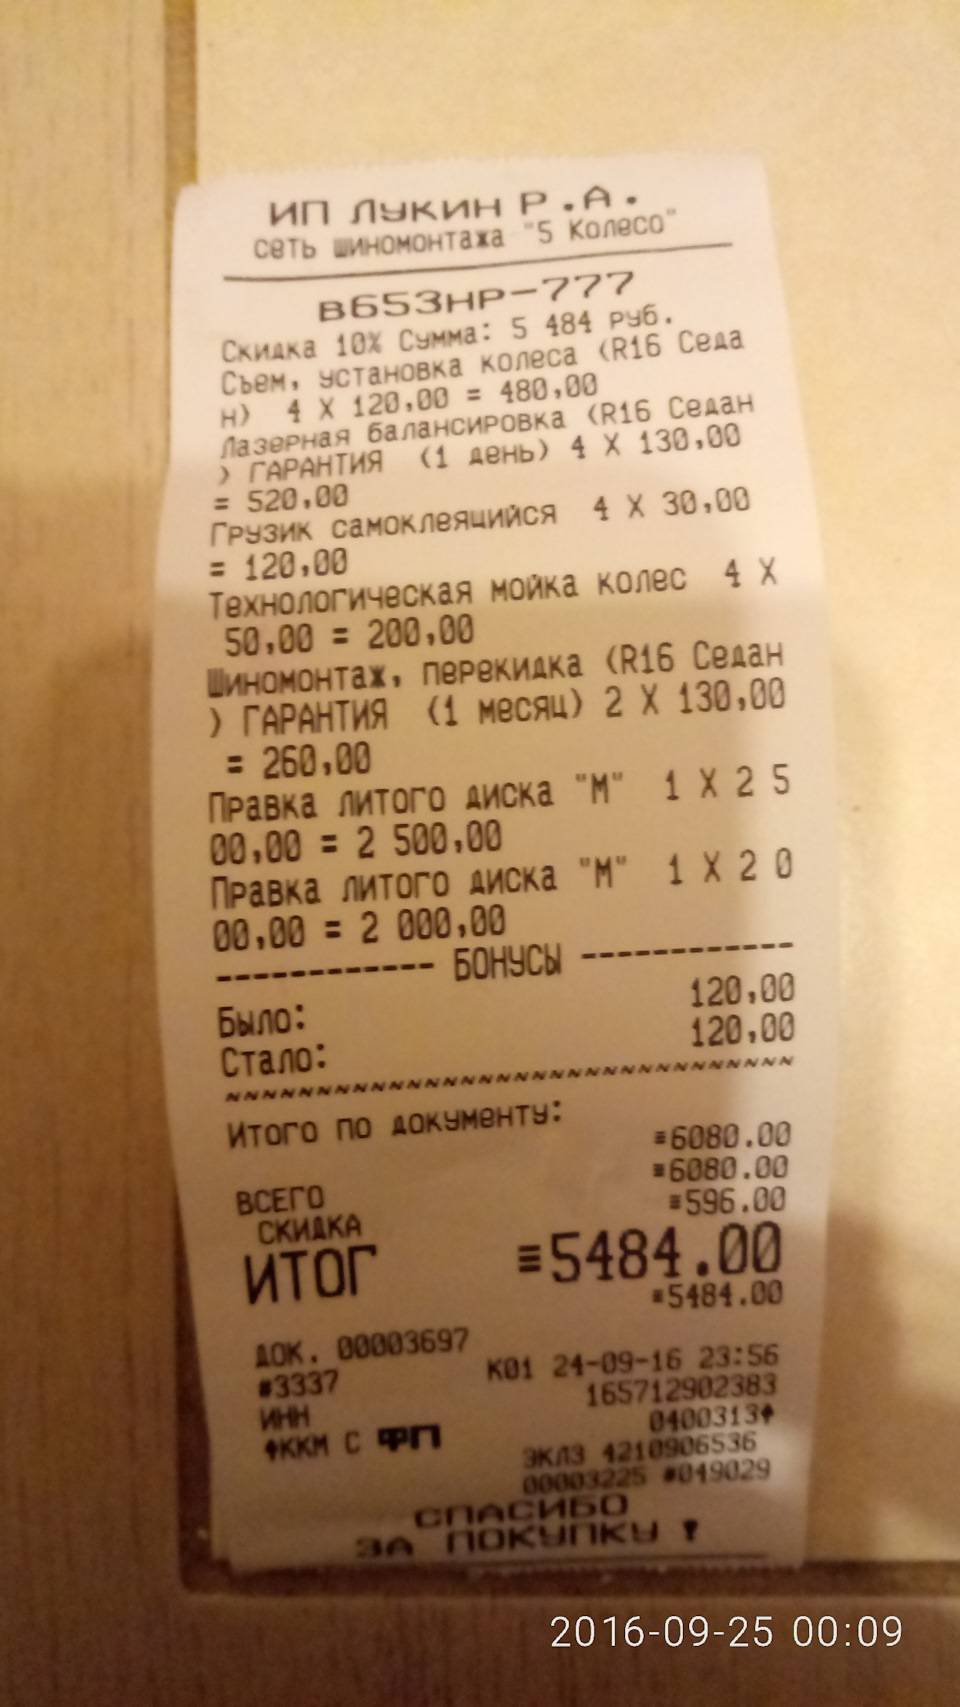 ИП ЛУКИН Р.А.
сеть шиномонтажа "5 Колесо"
В653НР-777
Скидка 10% Сумма: 5 484 руб.
Съем, установка колеса (R16 Седа
н) 4 X 120,00 = 480,00
Лазерная балансировка (R16 Седан
) ГАРАНТИЯ (1 день) 4 X 130,00
= 520,00
Грузик самоклеящийся 4 X 30,00
= 120,00
Технологическая мойка колес 4 X
50,00 = 200,00
Шиномонтаж, перекидка (R16 Седан
) ГАРАНТИЯ (1 месяц) 2 X 130,00
= 260,00
Правка литого диска "М" 1 X 2 5
00,00 = 2 500,00
Правка литого диска "М" 1 X 2 0
00,00 = 2 000,00
------------ БОНУСЫ ------------
Было: 120,00
Стало: 120,00
~~~~~~~~~~~~~~~~~~~~~~~~~~~~~~~~
Итого по документу:
≡6080.00
ВСЕГО ≡6080.00
СКИДКА ≡596.00
ИТОГ ≡5484.00
≡5484.00
ДОК. 00003697
#3337 К01 24-09-16 23:56
ИНН 165712902383
ККМ С ФП 0400313
ЭКЛЗ 4210906536
00003225 #049029
СПАСИБО
ЗА ПОКУПКУ !
2016-09-25 00:09